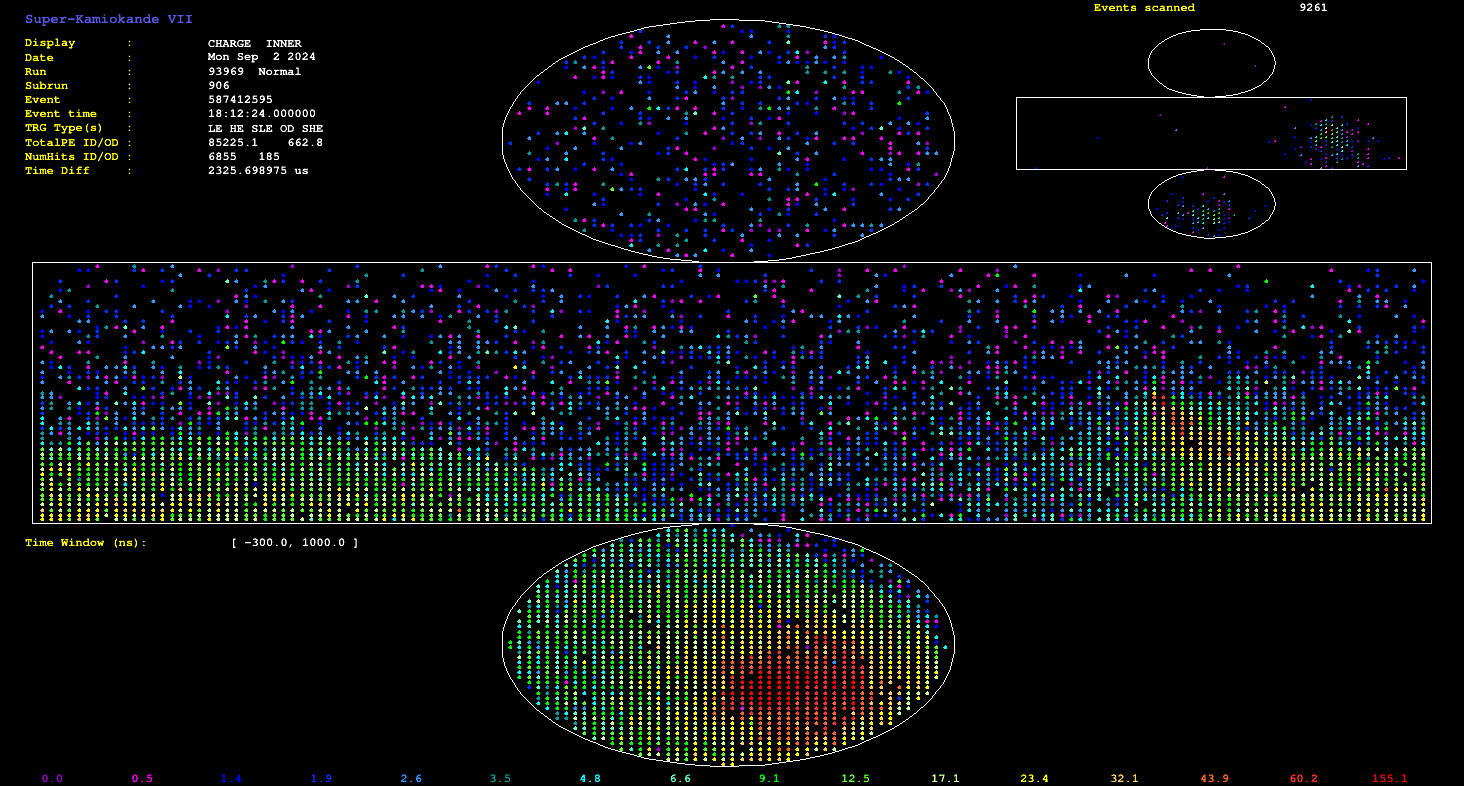 Super-Kamiokande VII
Events scanned 9261
Display : CHARGE INNER
Date : Mon Sep 2 2024
Run : 93969 Normal
Subrun : 906
Event : 587412595
Event time : 18:12:24.000000
TRG Type(s) : LE HE SLE OD SHE
TotalPE ID/OD : 85225.1 662.8
NumHits ID/OD : 6855 185
Time Diff : 2325.698975 us
Time Window (ns): [ −300.0, 1000.0 ]
0.0 0.5 1.4 1.9 2.6 3.5 4.8 6.6 9.1 12.5 17.1 23.4 32.1 43.9 60.2 155.1